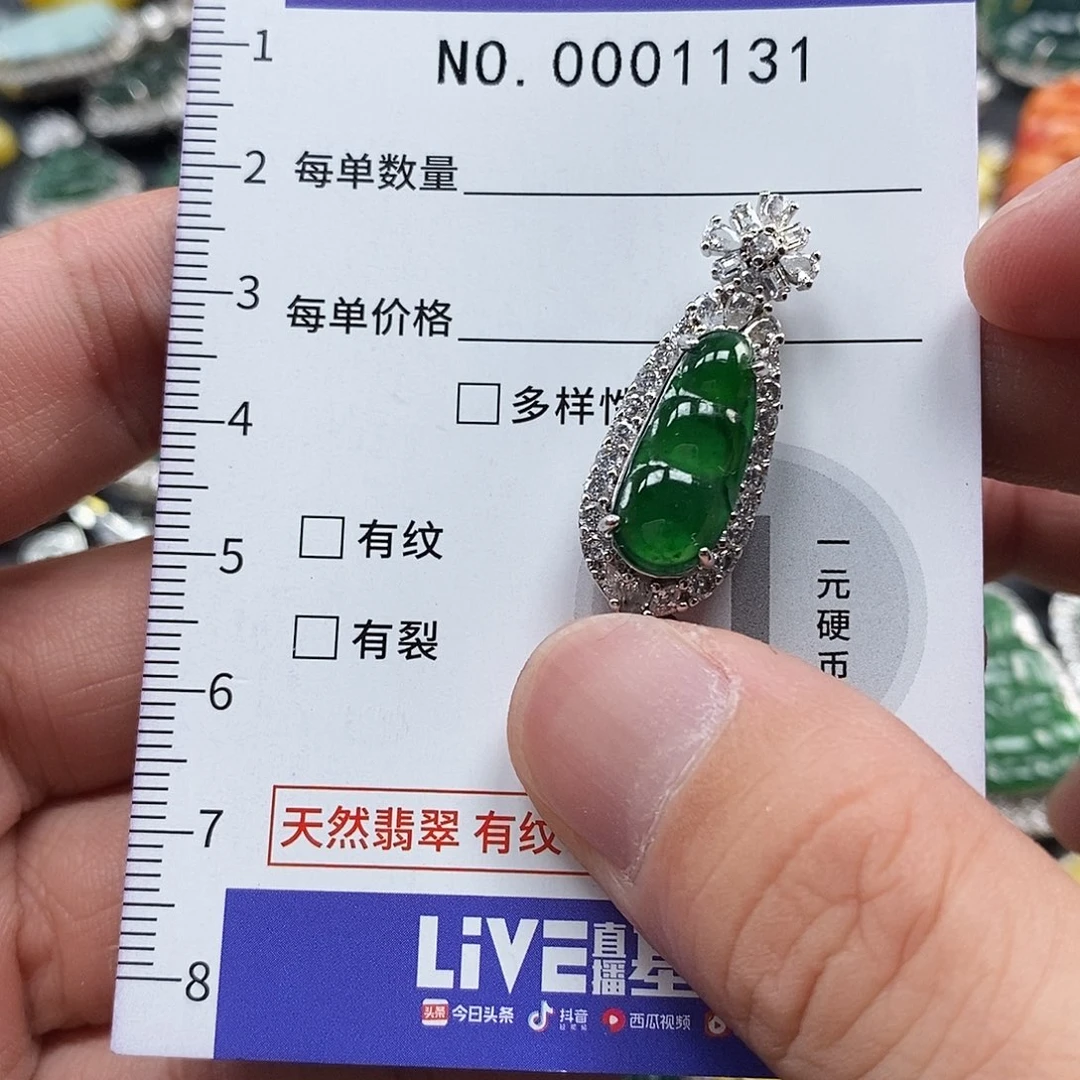 1
NO. 0001131
2
每单数量
3
每单价格
4
多样性
一元硬币
5
有纹
有裂
6
7
天然翡翠 有纹
8
LiVE直播
头条 今日头条 抖音 西瓜视频